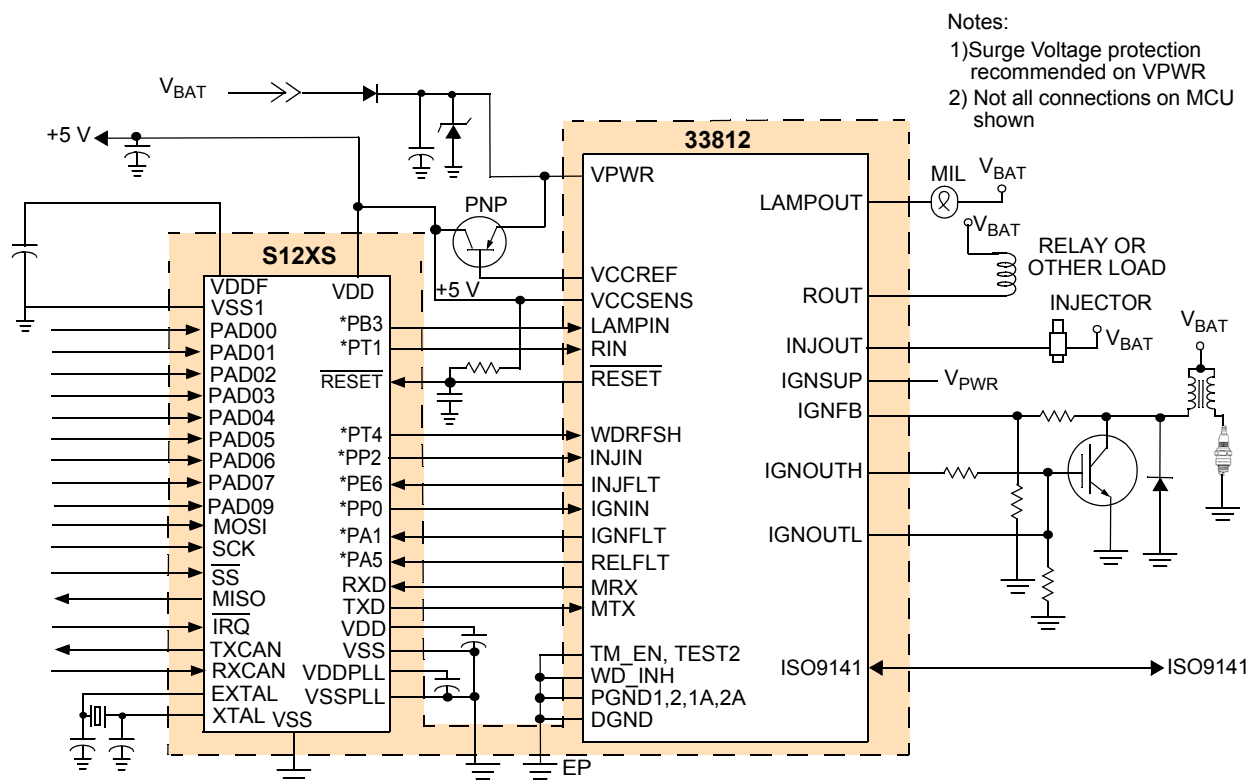 Notes:
1)Surge Voltage protection
recommended on VPWR
2) Not all connections on MCU
shown
VBAT
+5 V
33812
VPWR
PNP
MIL
VBAT
LAMPOUT
VBAT
S12XS
RELAY OR
OTHER LOAD
VDDF
VDD
+5 V
VCCREF
VSS1
VCCSENS
ROUT
INJECTOR
PAD00
*PB3
LAMPIN
VBAT
PAD01
*PT1
RIN
INJOUT
VBAT
PAD02
RESET
RESET
IGNSUP
VPWR
PAD03
IGNFB
PAD04
PAD05
*PT4
WDRFSH
PAD06
*PP2
INJIN
IGNOUTH
PAD07
*PE6
INJFLT
PAD09
*PP0
IGNIN
MOSI
*PA1
IGNFLT
IGNOUTL
SCK
*PA5
RELFLT
SS
RXD
MRX
MISO
TXD
MTX
IRQ
VDD
TXCAN
VSS
TM_EN, TEST2
RXCAN
VDDPLL
WD_INH
ISO9141
ISO9141
EXTAL
VSSPLL
PGND1,2,1A,2A
XTAL
VSS
DGND
EP